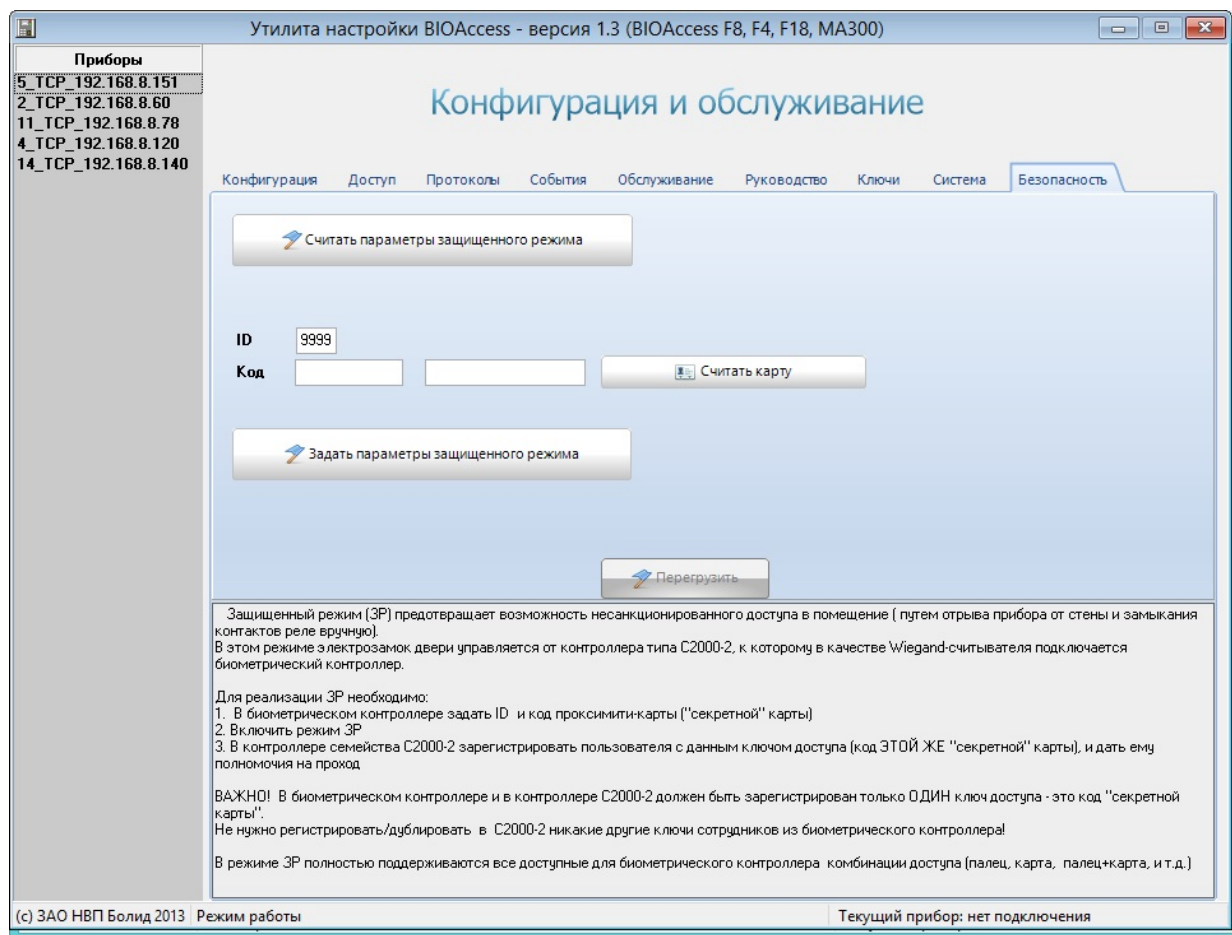 Утилита настройки BIOAccess - версия 1.3 (BIOAccess F8, F4, F18, MA300)
Приборы
5_TCP_192.168.8.151
2_TCP_192.168.8.60
11_TCP_192.168.8.78
4_TCP_192.168.8.120
14_TCP_192.168.8.140
Конфигурация и обслуживание
Конфигурация Доступ Протоколы События Обслуживание Руководство Ключи Система Безопасность
Считать параметры защищенного режима
ID 9999
Код Считать карту
Задать параметры защищенного режима
Перегрузить
Защищенный режим (ЗР) предотвращает возможность несанкционированного доступа в помещение ( путем отрыва прибора от стены и замыкания
контактов реле вручную).
В этом режиме электрозамок двери управляется от контроллера типа С2000-2, к которому в качестве Wiegand-считывателя подключается
биометрический контроллер.
Для реализации ЗР необходимо:
1. В биометрическом контроллере задать ID и код проксимити-карты ("секретной" карты)
2. Включить режим ЗР
3. В контроллере семейства С2000-2 зарегистрировать пользователя с данным ключом доступа (код ЭТОЙ ЖЕ "секретной" карты), и дать ему
полномочия на проход
ВАЖНО! В биометрическом контроллере и в контроллере С2000-2 должен быть зарегистрирован только ОДИН ключ доступа - это код "секретной
карты".
Не нужно регистрировать/дублировать в С2000-2 никакие другие ключи сотрудников из биометрического контроллера!
В режиме ЗР полностью поддерживаются все доступные для биометрического контроллера комбинации доступа (палец, карта, палец+карта, и т.д.)
(c) ЗАО НВП Болид 2013 Режим работы Текущий прибор: нет подключения